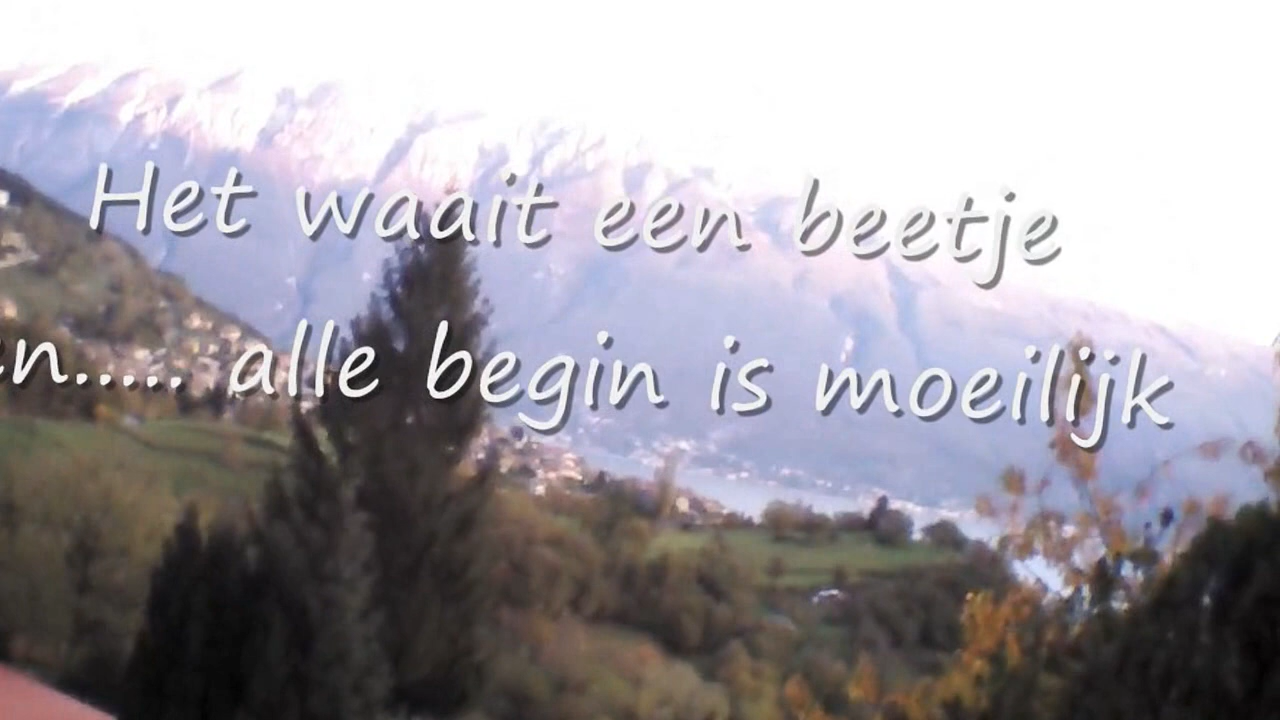 Het waait een beetje
en..... alle begin is moeilijk